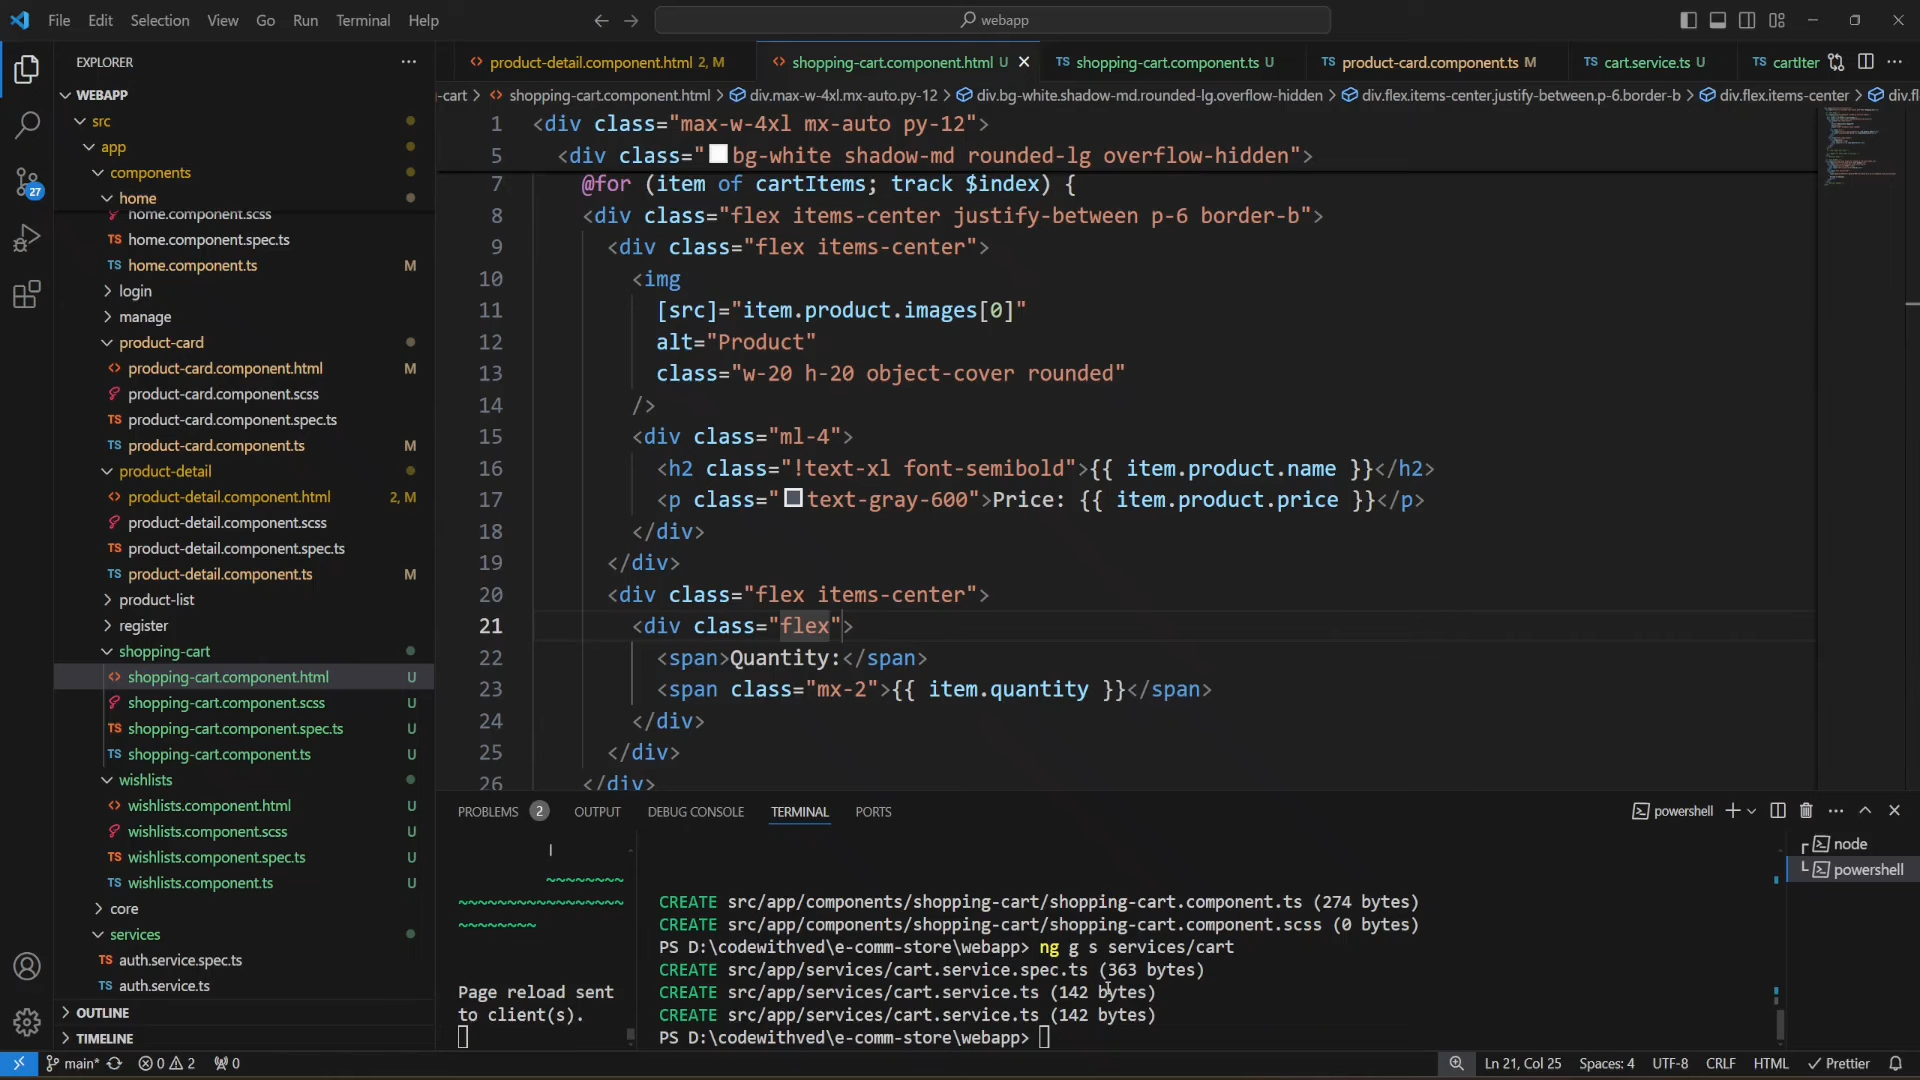 File Edit Selection View Go Run Terminal Help
webapp
EXPLORER
product-detail.component.html 2, M
shopping-cart.component.html U
TS shopping-cart.component.ts U
TS product-card.component.ts M
TS cart.service.ts U
TS cartIter
-cart > shopping-cart.component.html > div.max-w-4xl.mx-auto.py-12 > div.bg-white.shadow-md.rounded-lg.overflow-hidden > div.flex.items-center.justify-between.p-6.border-b > div.flex.items-center > div.fl
WEBAPP
src
app
components
home
home.component.scss
TS home.component.spec.ts
TS home.component.ts M
login
manage
product-card
product-card.component.html M
product-card.component.scss
TS product-card.component.spec.ts
TS product-card.component.ts M
product-detail
product-detail.component.html 2, M
product-detail.component.scss
TS product-detail.component.spec.ts
TS product-detail.component.ts M
product-list
register
shopping-cart
shopping-cart.component.html U
shopping-cart.component.scss U
TS shopping-cart.component.spec.ts U
TS shopping-cart.component.ts U
wishlists
wishlists.component.html U
wishlists.component.scss U
TS wishlists.component.spec.ts U
TS wishlists.component.ts U
core
services
TS auth.service.spec.ts
TS auth.service.ts
OUTLINE
TIMELINE
27
1 <div class="max-w-4xl mx-auto py-12">
5 <div class="bg-white shadow-md rounded-lg overflow-hidden">
7 @for (item of cartItems; track $index) {
8 <div class="flex items-center justify-between p-6 border-b">
9 <div class="flex items-center">
10 <img
11 [src]="item.product.images[0]"
12 alt="Product"
13 class="w-20 h-20 object-cover rounded"
14 />
15 <div class="ml-4">
16 <h2 class="!text-xl font-semibold">{{ item.product.name }}</h2>
17 <p class="text-gray-600">Price: {{ item.product.price }}</p>
18 </div>
19 </div>
20 <div class="flex items-center">
21 <div class="flex">
22 <span>Quantity:</span>
23 <span class="mx-2">{{ item.quantity }}</span>
24 </div>
25 </div>
26 </div>
PROBLEMS 2 OUTPUT DEBUG CONSOLE TERMINAL PORTS
powershell
|
~~~~~~~~
~~~~~~~~~~~~~~~~~
~~~~~~~~
Page reload sent
to client(s).
CREATE src/app/components/shopping-cart/shopping-cart.component.ts (274 bytes)
CREATE src/app/components/shopping-cart/shopping-cart.component.scss (0 bytes)
PS D:\codewithved\e-comm-store\webapp> ng g s services/cart
CREATE src/app/services/cart.service.spec.ts (363 bytes)
CREATE src/app/services/cart.service.ts (142 bytes)
CREATE src/app/services/cart.service.ts (142 bytes)
PS D:\codewithved\e-comm-store\webapp>
node
powershell
main* 0 2 0
Ln 21, Col 25 Spaces: 4 UTF-8 CRLF HTML Prettier